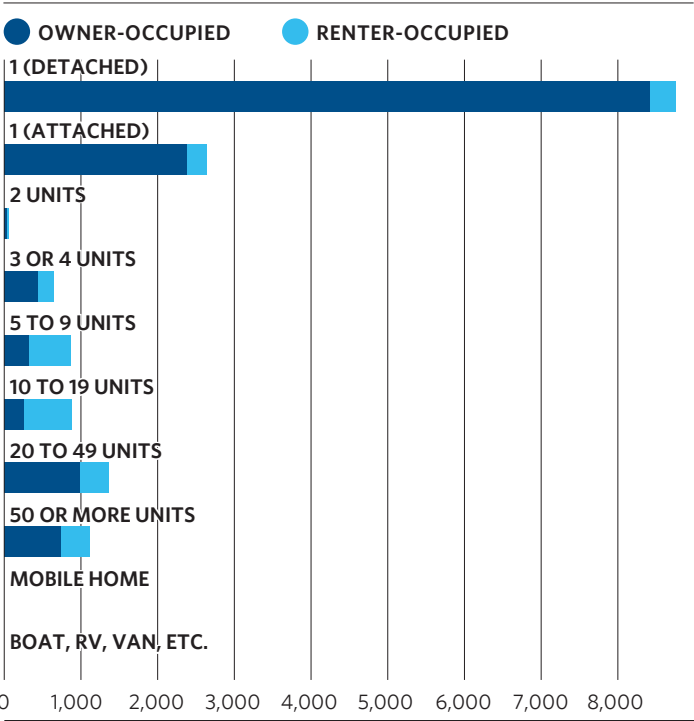 OWNER-OCCUPIED RENTER-OCCUPIED
1 (DETACHED)
1 (ATTACHED)
2 UNITS
3 OR 4 UNITS
5 TO 9 UNITS
10 TO 19 UNITS
20 TO 49 UNITS
50 OR MORE UNITS
MOBILE HOME
BOAT, RV, VAN, ETC.
0 1,000 2,000 3,000 4,000 5,000 6,000 7,000 8,000